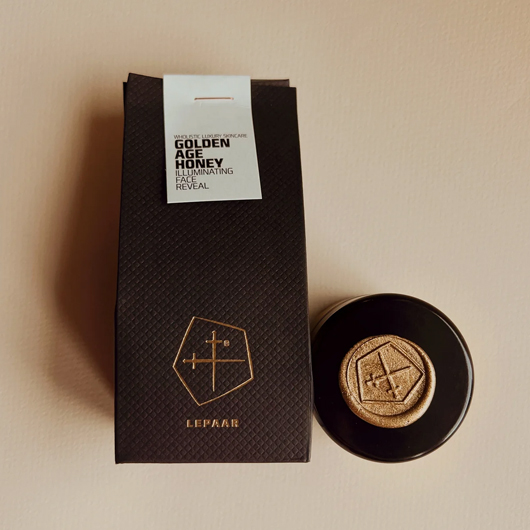 WHOLISTIC LUXURY SKINCARE
GOLDEN
AGE
HONEY
ILLUMINATING
FACE
REVEAL
LEPAAR